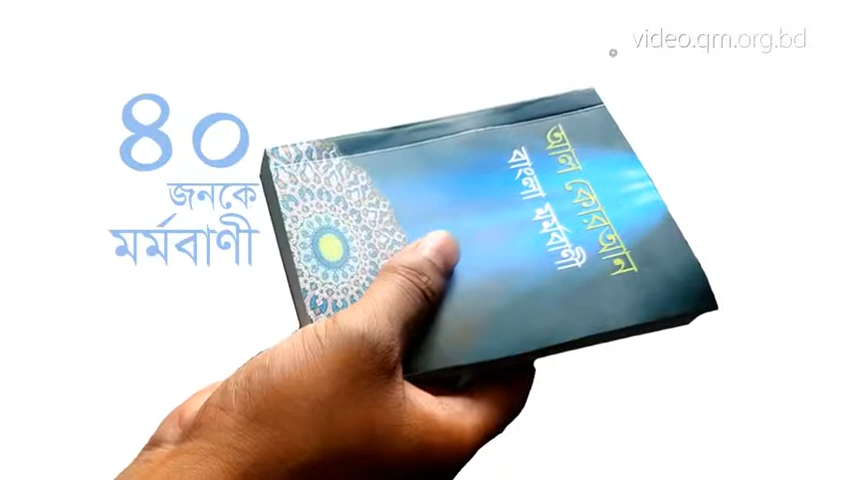 video.qm.org.bd
৪০
জনকে
মর্মবাণী
আল কোরআন
বাংলা মর্মবাণী